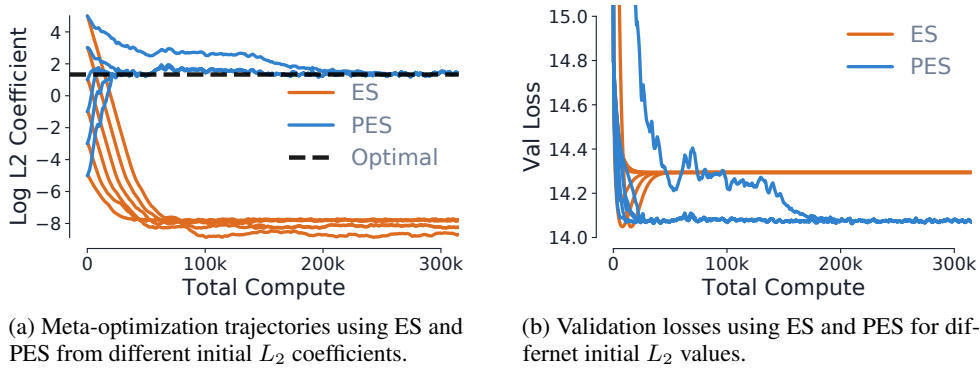 Log L2 Coefficient
4
2
0
−2
−4
−6
−8
ES
PES
Optimal
0
100k
200k
300k
Total Compute
(a) Meta-optimization trajectories using ES and
PES from different initial L₂ coefficients.
Val Loss
15.0
14.8
14.6
14.4
14.2
14.0
ES
PES
0
100k
200k
300k
Total Compute
(b) Validation losses using ES and PES for dif-
fernet initial L₂ values.